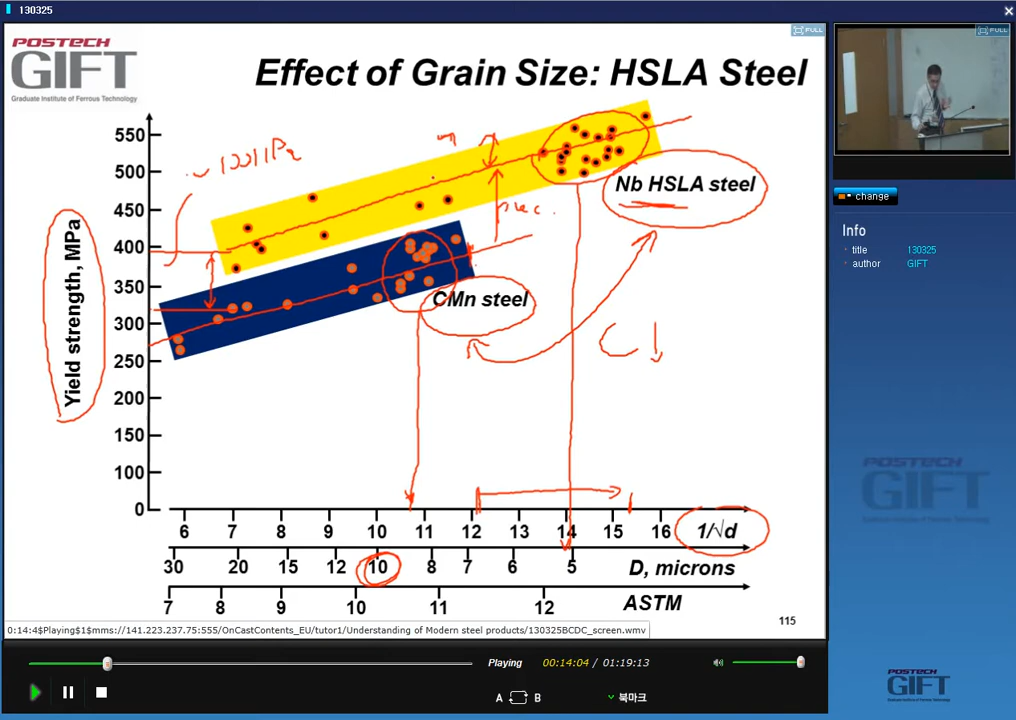 130325
POSTECH
GIFT
Graduate Institute of Ferrous Technology
Effect of Grain Size: HSLA Steel
FULL
FULL
change
Info
title 130325
author GIFT
Yield strength, MPa
550
500
450
400
350
300
250
200
150
100
0
Nb HSLA steel
CMn steel
C↓
6 7 8 9 10 11 12 13 14 15 16 1/√d
30 20 15 12 10 8 7 6 5 D, microns
7 8 9 10 11 12 ASTM
0:14:4$Playing$1$mms://141.223.237.75:555/OnCastContents_EU/tutor1/Understanding of Modern steel products/130325BCDC_screen.wmv
115
Playing 00:14:04 / 01:19:13
A B 북마크
POSTECH
GIFT
POSTECH
GIFT